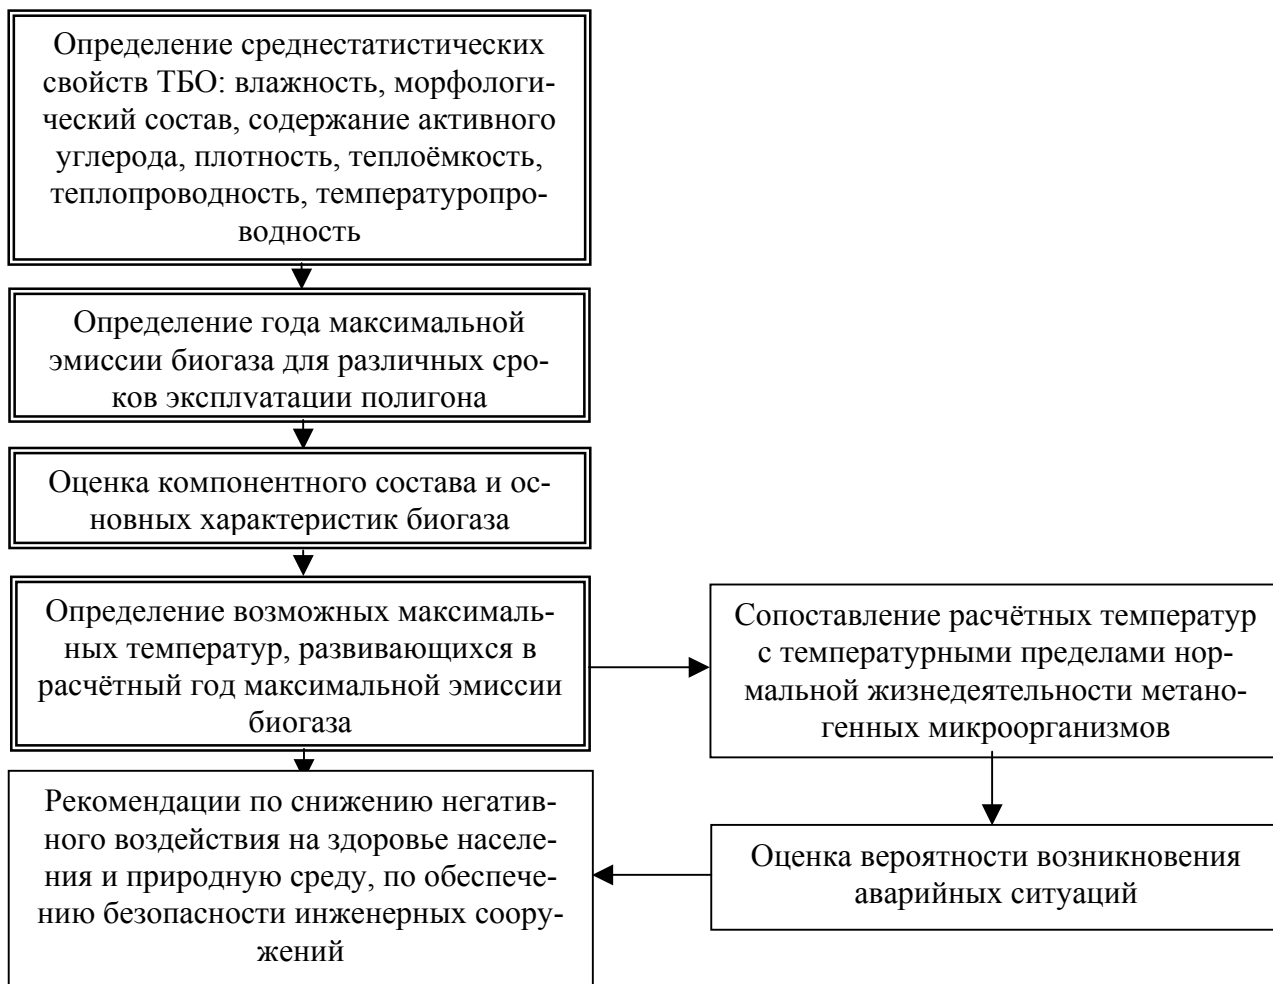 Определение среднестатистических
свойств ТБО: влажность, морфологи-
ческий состав, содержание активного
углерода, плотность, теплоёмкость,
теплопроводность, температуропро-
водность
Определение года максимальной
эмиссии биогаза для различных сро-
ков эксплуатации полигона
Оценка компонентного состава и ос-
новных характеристик биогаза
Определение возможных максималь-
ных температур, развивающихся в
расчётный год максимальной эмиссии
биогаза
Сопоставление расчётных температур
с температурными пределами нор-
мальной жизнедеятельности метано-
генных микроорганизмов
Рекомендации по снижению негатив-
ного воздействия на здоровье населе-
ния и природную среду, по обеспече-
нию безопасности инженерных соору-
жений
Оценка вероятности возникновения
аварийных ситуаций